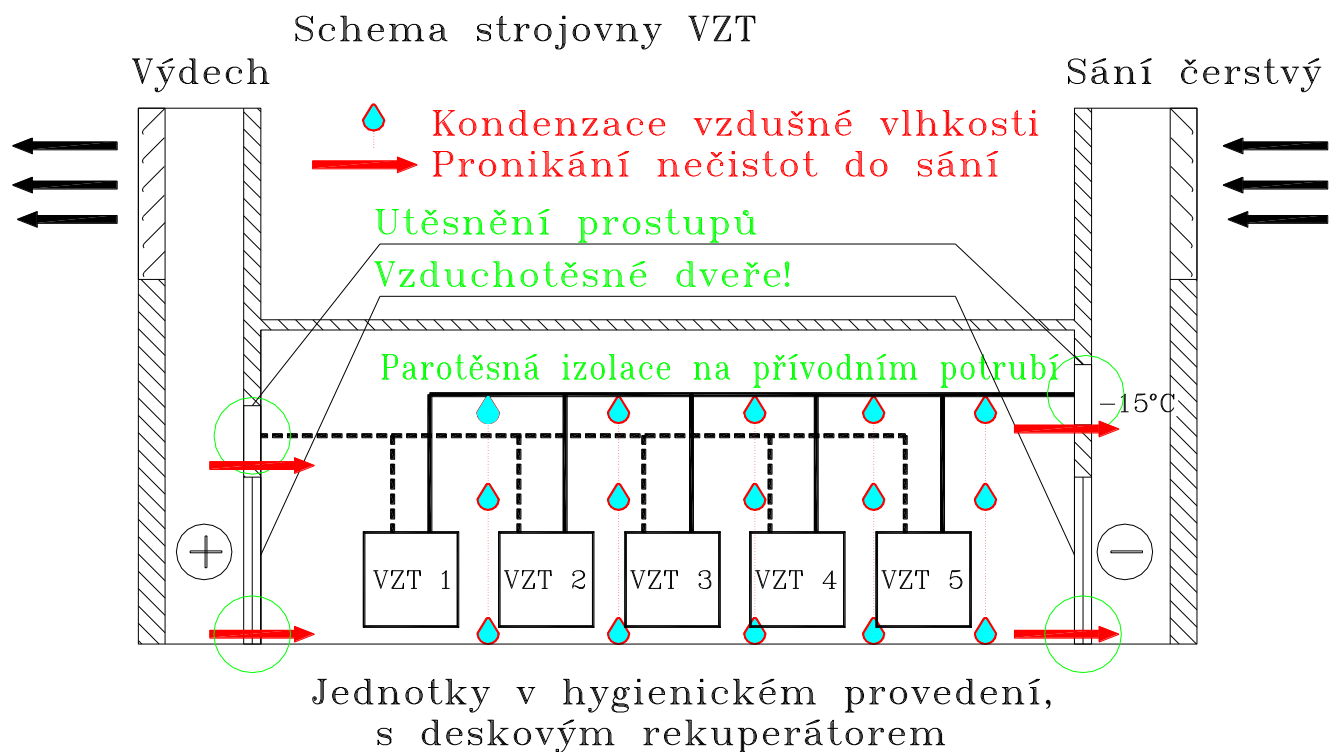 Schema strojovny VZT
Výdech
Sání čerstvý
Kondenzace vzdušné vlhkosti
Pronikání nečistot do sání
Utěsnění prostupů
Vzduchotěsné dveře!
Parotěsná izolace na přívodním potrubí
-15°C
+
-
VZT 1
VZT 2
VZT 3
VZT 4
VZT 5
Jednotky v hygienickém provedení,
s deskovým rekuperátorem